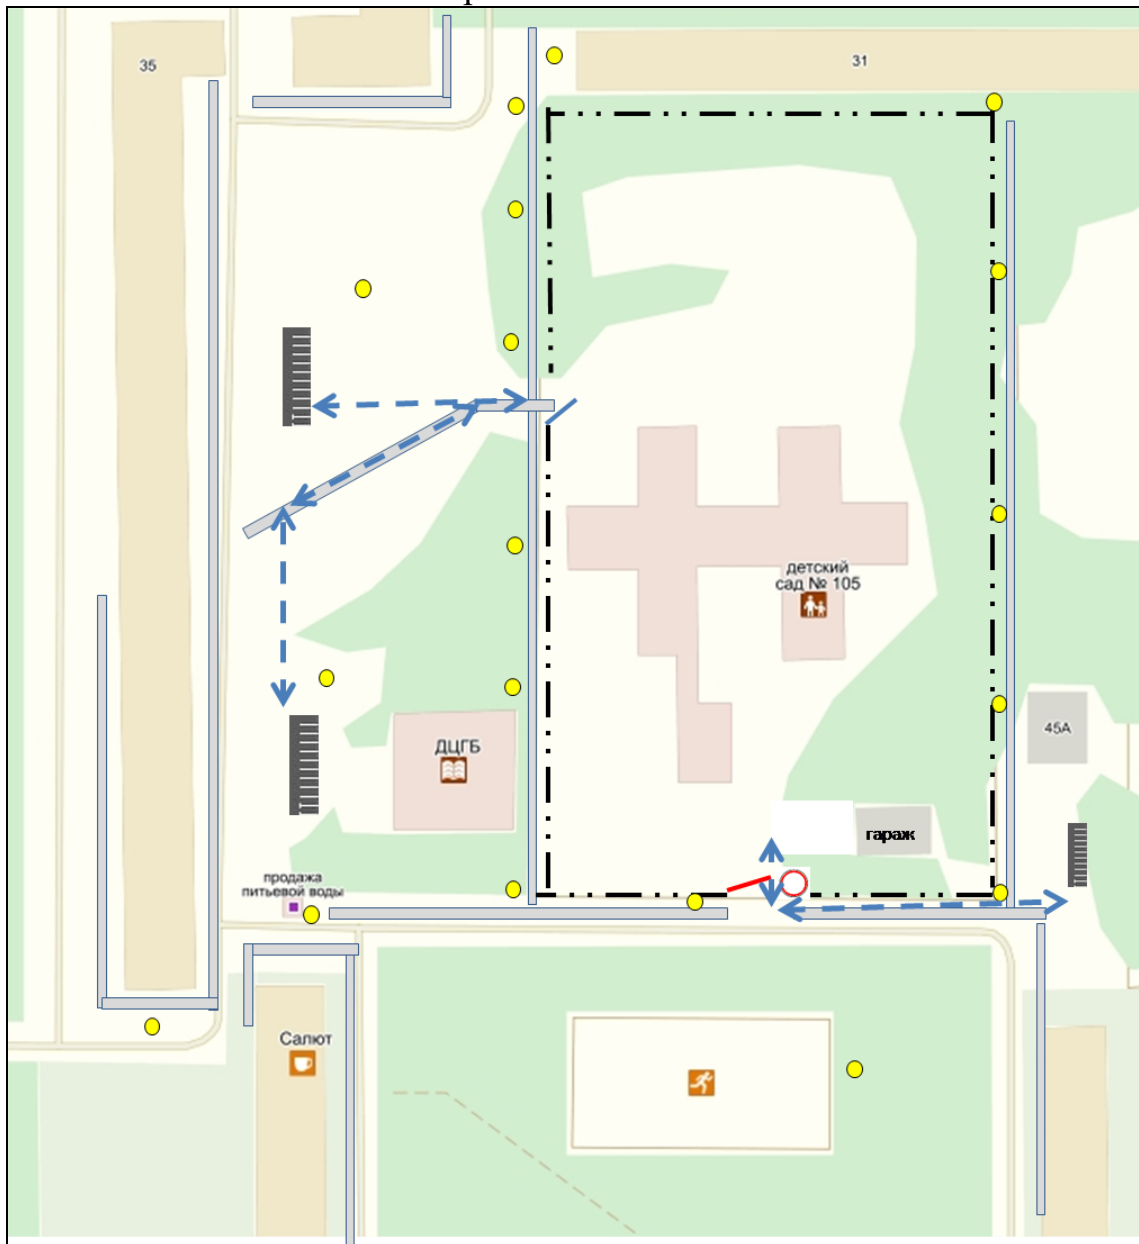 35
31
детский
сад № 105
ДЦГБ
45А
гараж
продажа
питьевой воды
Салют